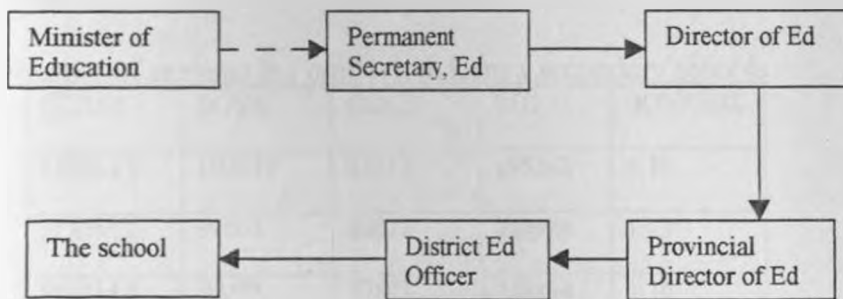 Minister of
Education
Permanent
Secretary, Ed
Director of Ed
Provincial
Director of Ed
District Ed
Officer
The school